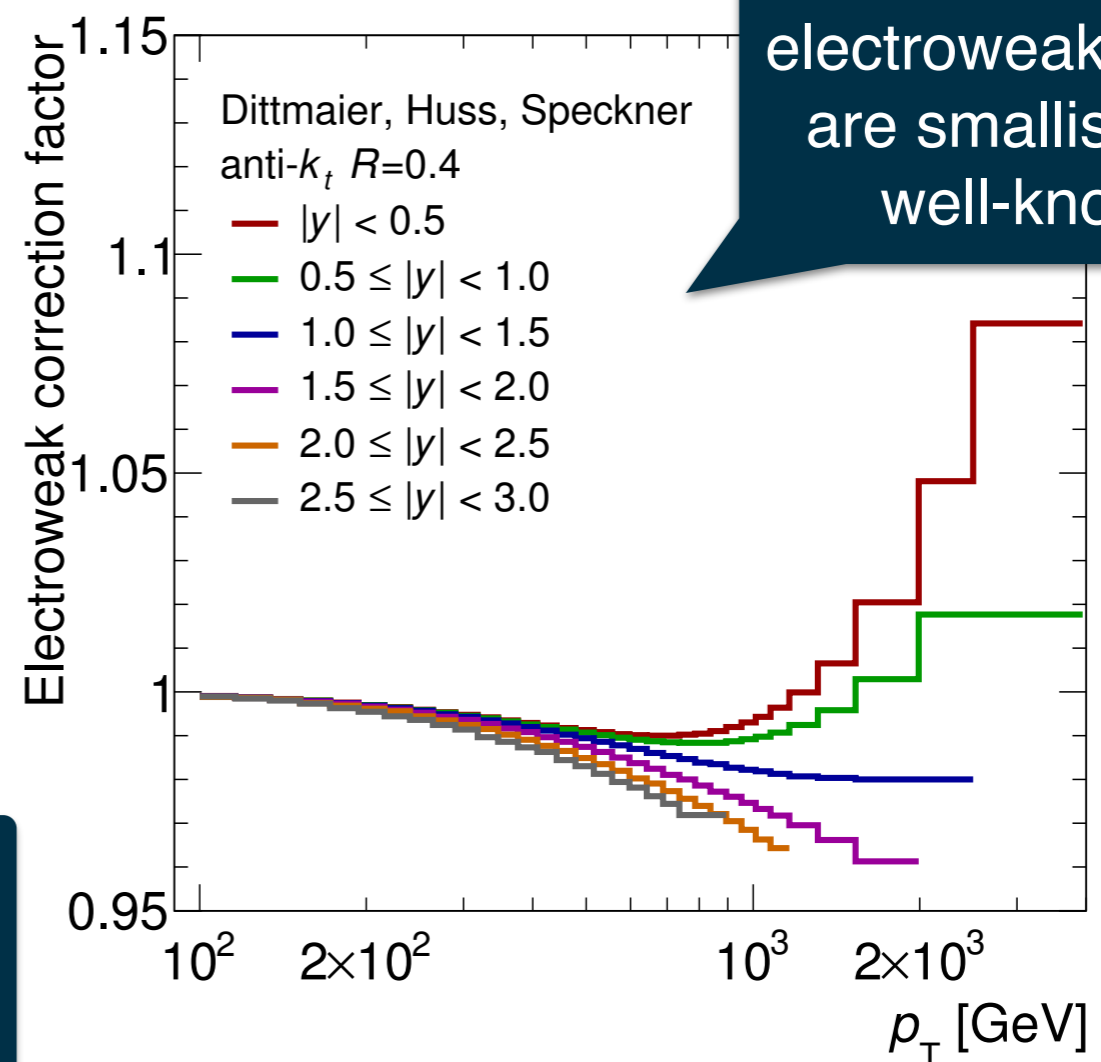 electroweak
are smallis
well-kno
Electroweak correction factor
1.15
1.1
1.05
1
0.95
Dittmaier, Huss, Speckner
anti-kₜ R=0.4
|y| < 0.5
0.5 ≤ |y| < 1.0
1.0 ≤ |y| < 1.5
1.5 ≤ |y| < 2.0
2.0 ≤ |y| < 2.5
2.5 ≤ |y| < 3.0
10² 2×10² 10³ 2×10³
p_T [GeV]